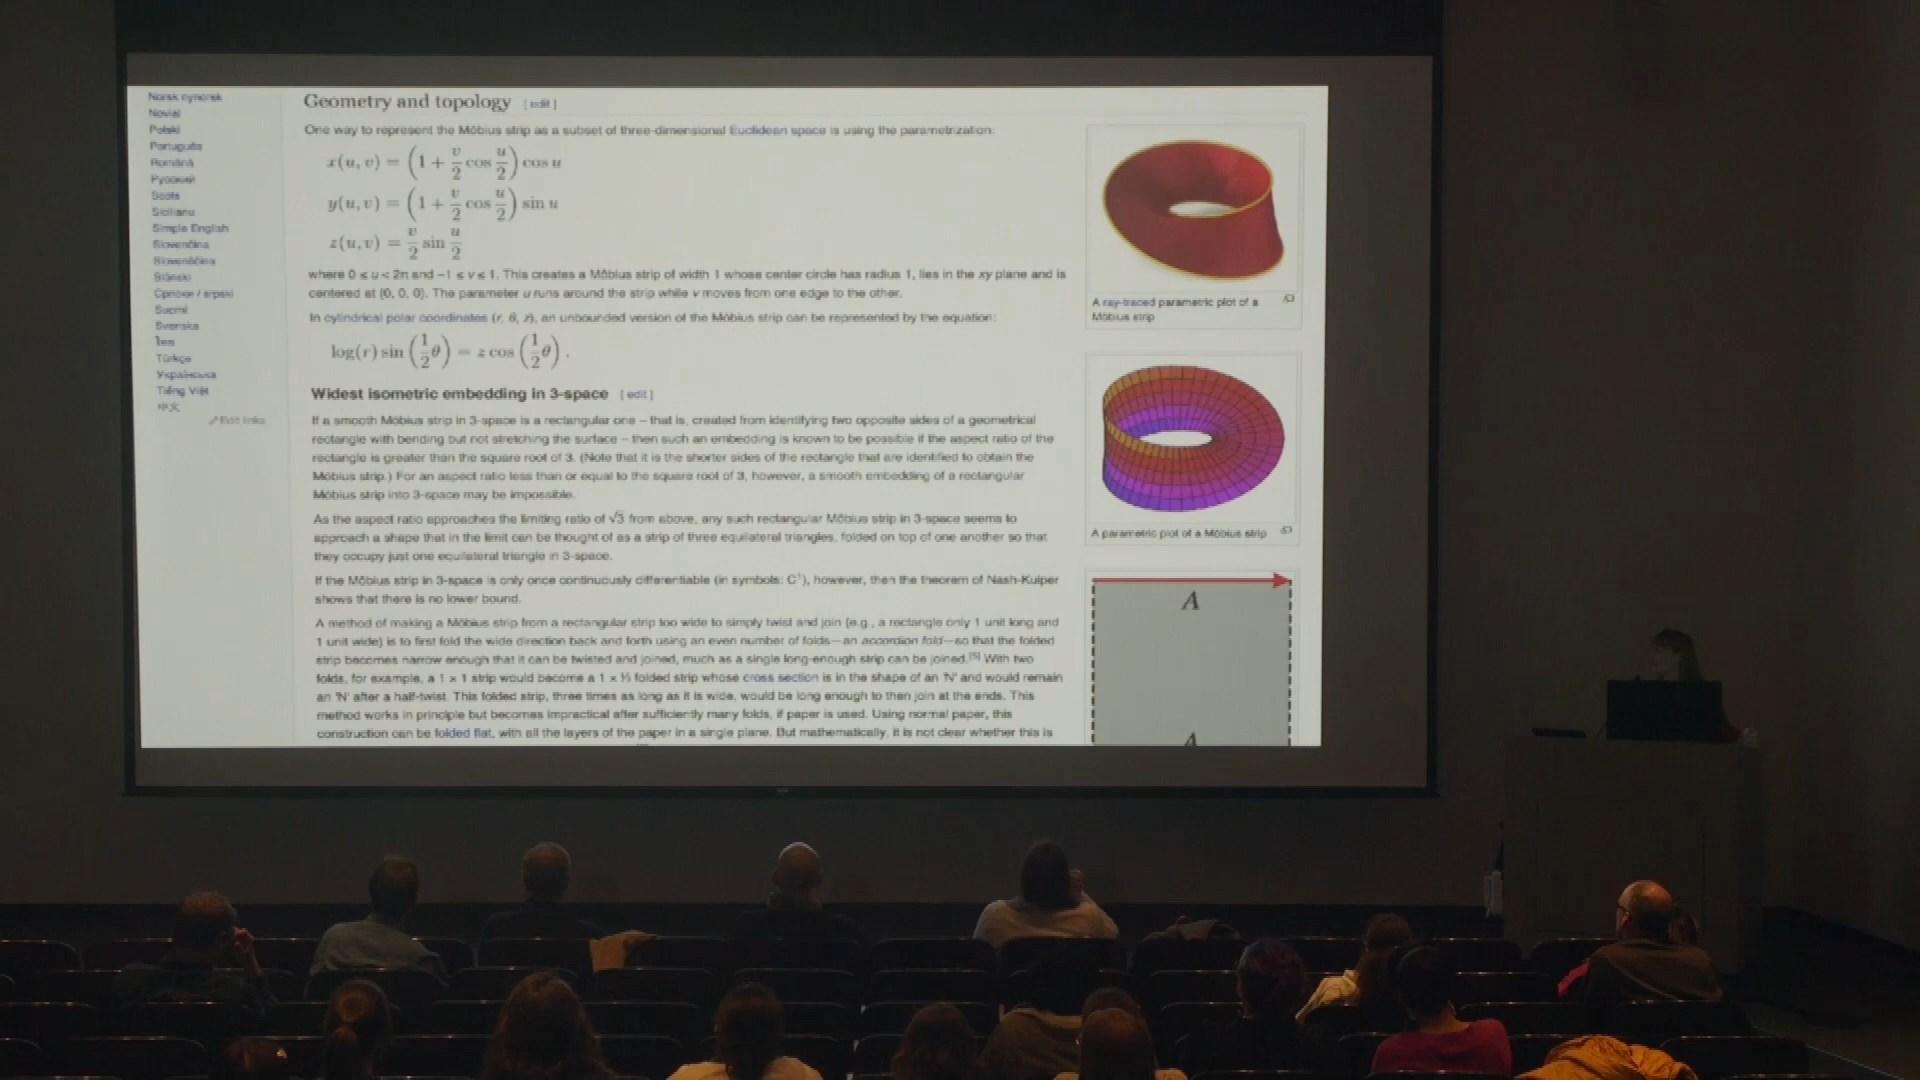 Norsk nynorsk
Novial
Polski
Português
Română
Русский
Scots
Sicilianu
Simple English
Slovenčina
Slovenščina
Ślůnski
Српски / srpski
Suomi
Svenska
ไทย
Türkçe
Українська
Tiếng Việt
中文
Edit links
Geometry and topology [edit]
One way to represent the Möbius strip as a subset of three-dimensional Euclidean space is using the parametrization:
x(u, v) = (1 + v/2 cos u/2) cos u
y(u, v) = (1 + v/2 cos u/2) sin u
z(u, v) = v/2 sin u/2
where 0 ≤ u < 2π and −1 ≤ v ≤ 1. This creates a Möbius strip of width 1 whose center circle has radius 1, lies in the xy plane and is
centered at (0, 0, 0). The parameter u runs around the strip while v moves from one edge to the other.
In cylindrical polar coordinates (r, θ, z), an unbounded version of the Möbius strip can be represented by the equation:
log(r) sin (1/2 θ) = z cos (1/2 θ) .
Widest isometric embedding in 3-space [edit]
If a smooth Möbius strip in 3-space is a rectangular one – that is, created from identifying two opposite sides of a geometrical
rectangle with bending but not stretching the surface – then such an embedding is known to be possible if the aspect ratio of the
rectangle is greater than the square root of 3. (Note that it is the shorter sides of the rectangle that are identified to obtain the
Möbius strip.) For an aspect ratio less than or equal to the square root of 3, however, a smooth embedding of a rectangular
Möbius strip into 3-space may be impossible.
As the aspect ratio approaches the limiting ratio of √3 from above, any such rectangular Möbius strip in 3-space seems to
approach a shape that in the limit can be thought of as a strip of three equilateral triangles, folded on top of one another so that
they occupy just one equilateral triangle in 3-space.
If the Möbius strip in 3-space is only once continuously differentiable (in symbols: C¹), however, then the theorem of Nash-Kuiper
shows that there is no lower bound.
A method of making a Möbius strip from a rectangular strip too wide to simply twist and join (e.g., a rectangle only 1 unit long and
1 unit wide) is to first fold the wide direction back and forth using an even number of folds—an accordion fold—so that the folded
strip becomes narrow enough that it can be twisted and joined, much as a single long-enough strip can be joined.[5] With two
folds, for example, a 1 × 1 strip would become a 1 × ⅓ folded strip whose cross section is in the shape of an 'N' and would remain
an 'N' after a half-twist. This folded strip, three times as long as it is wide, would be long enough to then join at the ends. This
method works in principle but becomes impractical after sufficiently many folds, if paper is used. Using normal paper, this
construction can be folded flat, with all the layers of the paper in a single plane. But mathematically, it is not clear whether this is
A ray-traced parametric plot of a
Möbius strip
A parametric plot of a Möbius strip
A
A